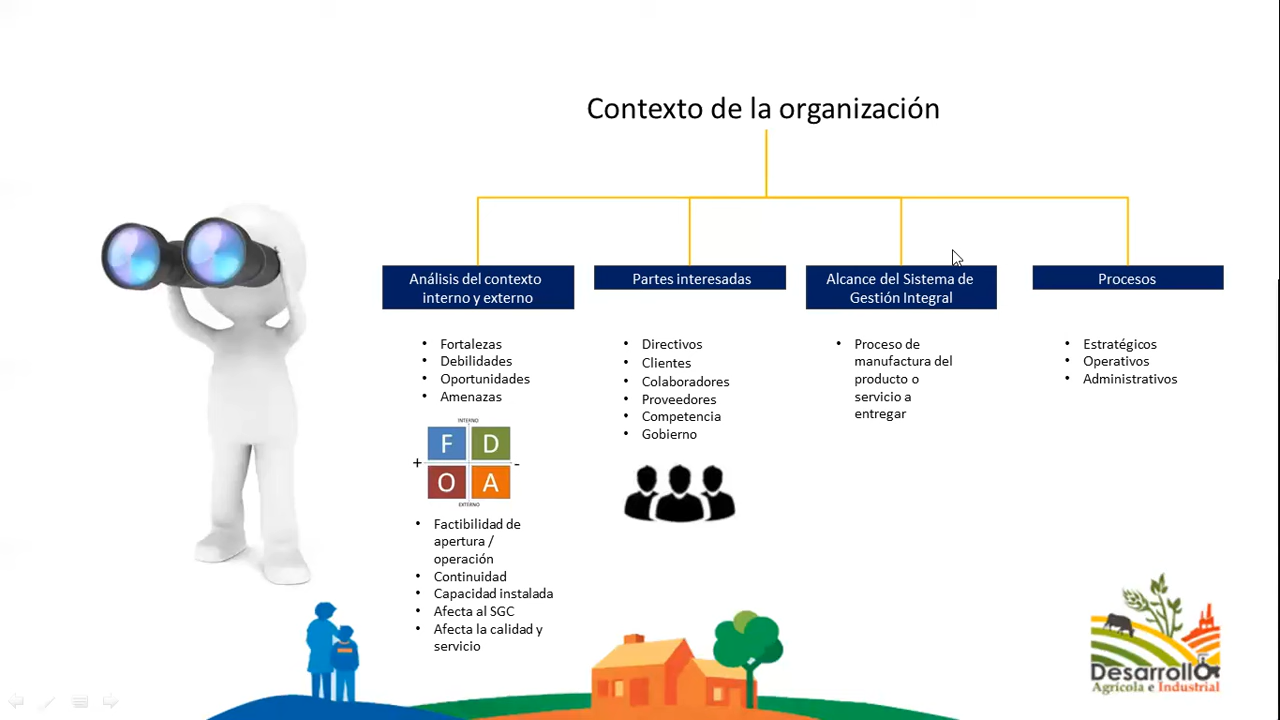 Contexto de la organización
Análisis del contexto
interno y externo
• Fortalezas
• Debilidades
• Oportunidades
• Amenazas
INTERNO
F D
+ -
O A
EXTERNO
• Factibilidad de
apertura /
operación
• Continuidad
• Capacidad instalada
• Afecta al SGC
• Afecta la calidad y
servicio
Partes interesadas
• Directivos
• Clientes
• Colaboradores
• Proveedores
• Competencia
• Gobierno
Alcance del Sistema de
Gestión Integral
• Proceso de
manufactura del
producto o
servicio a
entregar
Procesos
• Estratégicos
• Operativos
• Administrativos
Desarrollo
Agrícola e Industrial